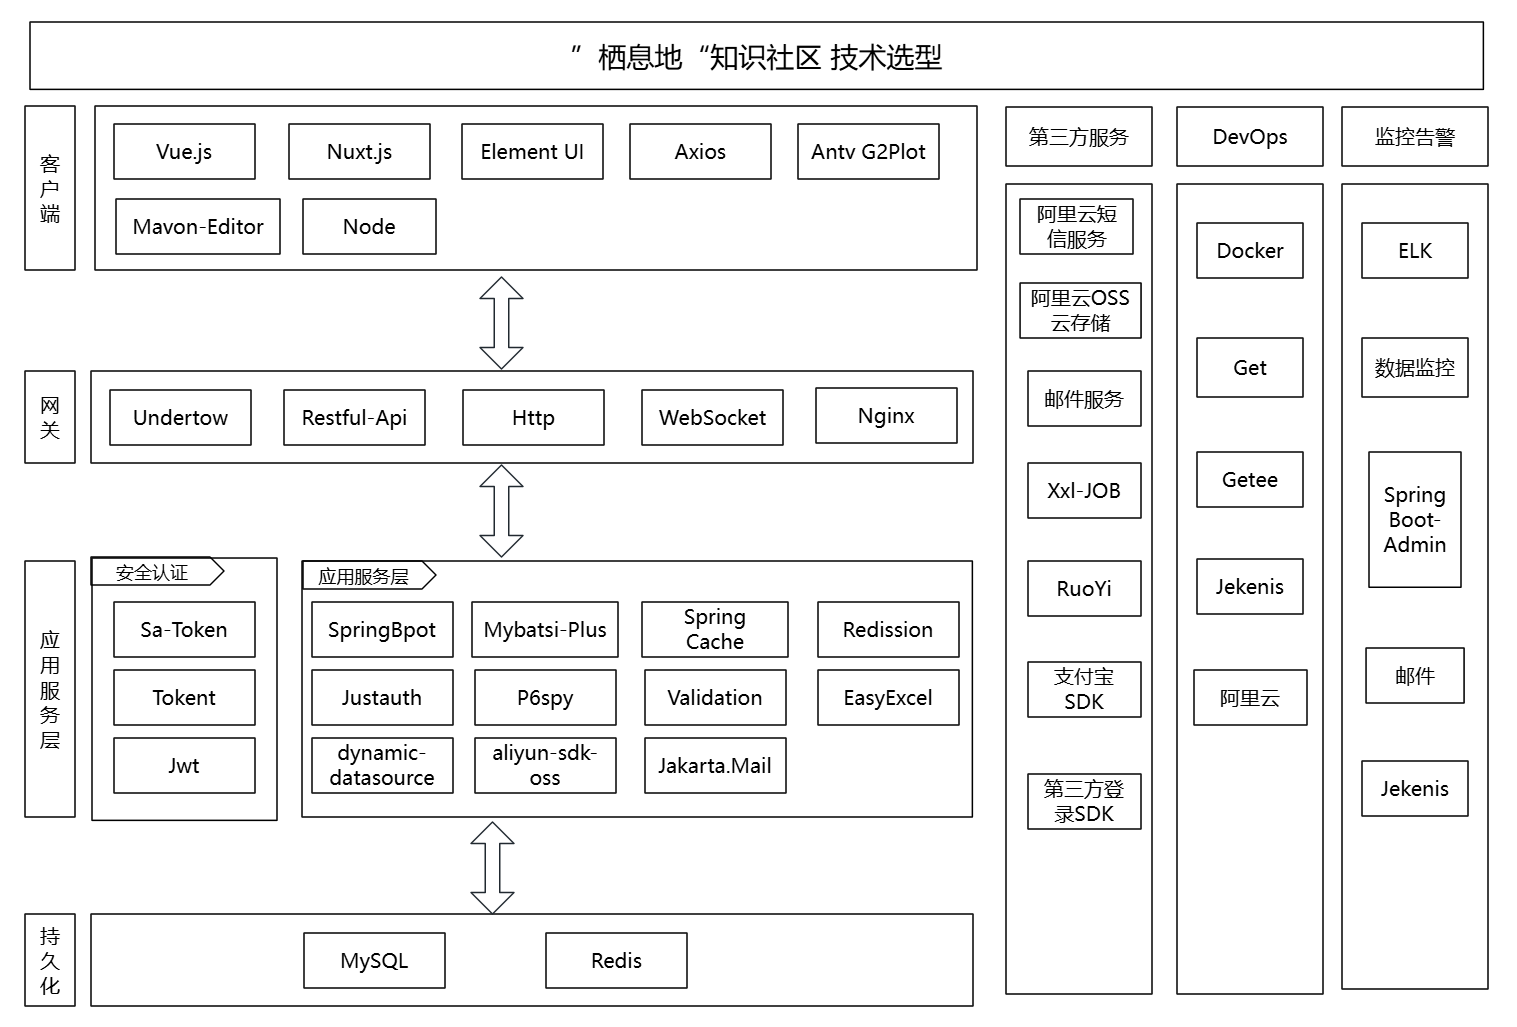 ”栖息地“知识社区 技术选型
客户端
Vue.js
Nuxt.js
Element UI
Axios
Antv G2Plot
Mavon-Editor
Node
网关
Undertow
Restful-Api
Http
WebSocket
Nginx
应用服务层
安全认证
Sa-Token
Tokent
Jwt
应用服务层
SpringBpot
Mybatsi-Plus
Spring
Cache
Redission
Justauth
P6spy
Validation
EasyExcel
dynamic-
datasource
aliyun-sdk-
oss
Jakarta.Mail
持久化
MySQL
Redis
第三方服务
阿里云短
信服务
阿里云OSS
云存储
邮件服务
Xxl-JOB
RuoYi
支付宝
SDK
第三方登
录SDK
DevOps
Docker
Get
Getee
Jekenis
阿里云
监控告警
ELK
数据监控
Spring
Boot-
Admin
邮件
Jekenis